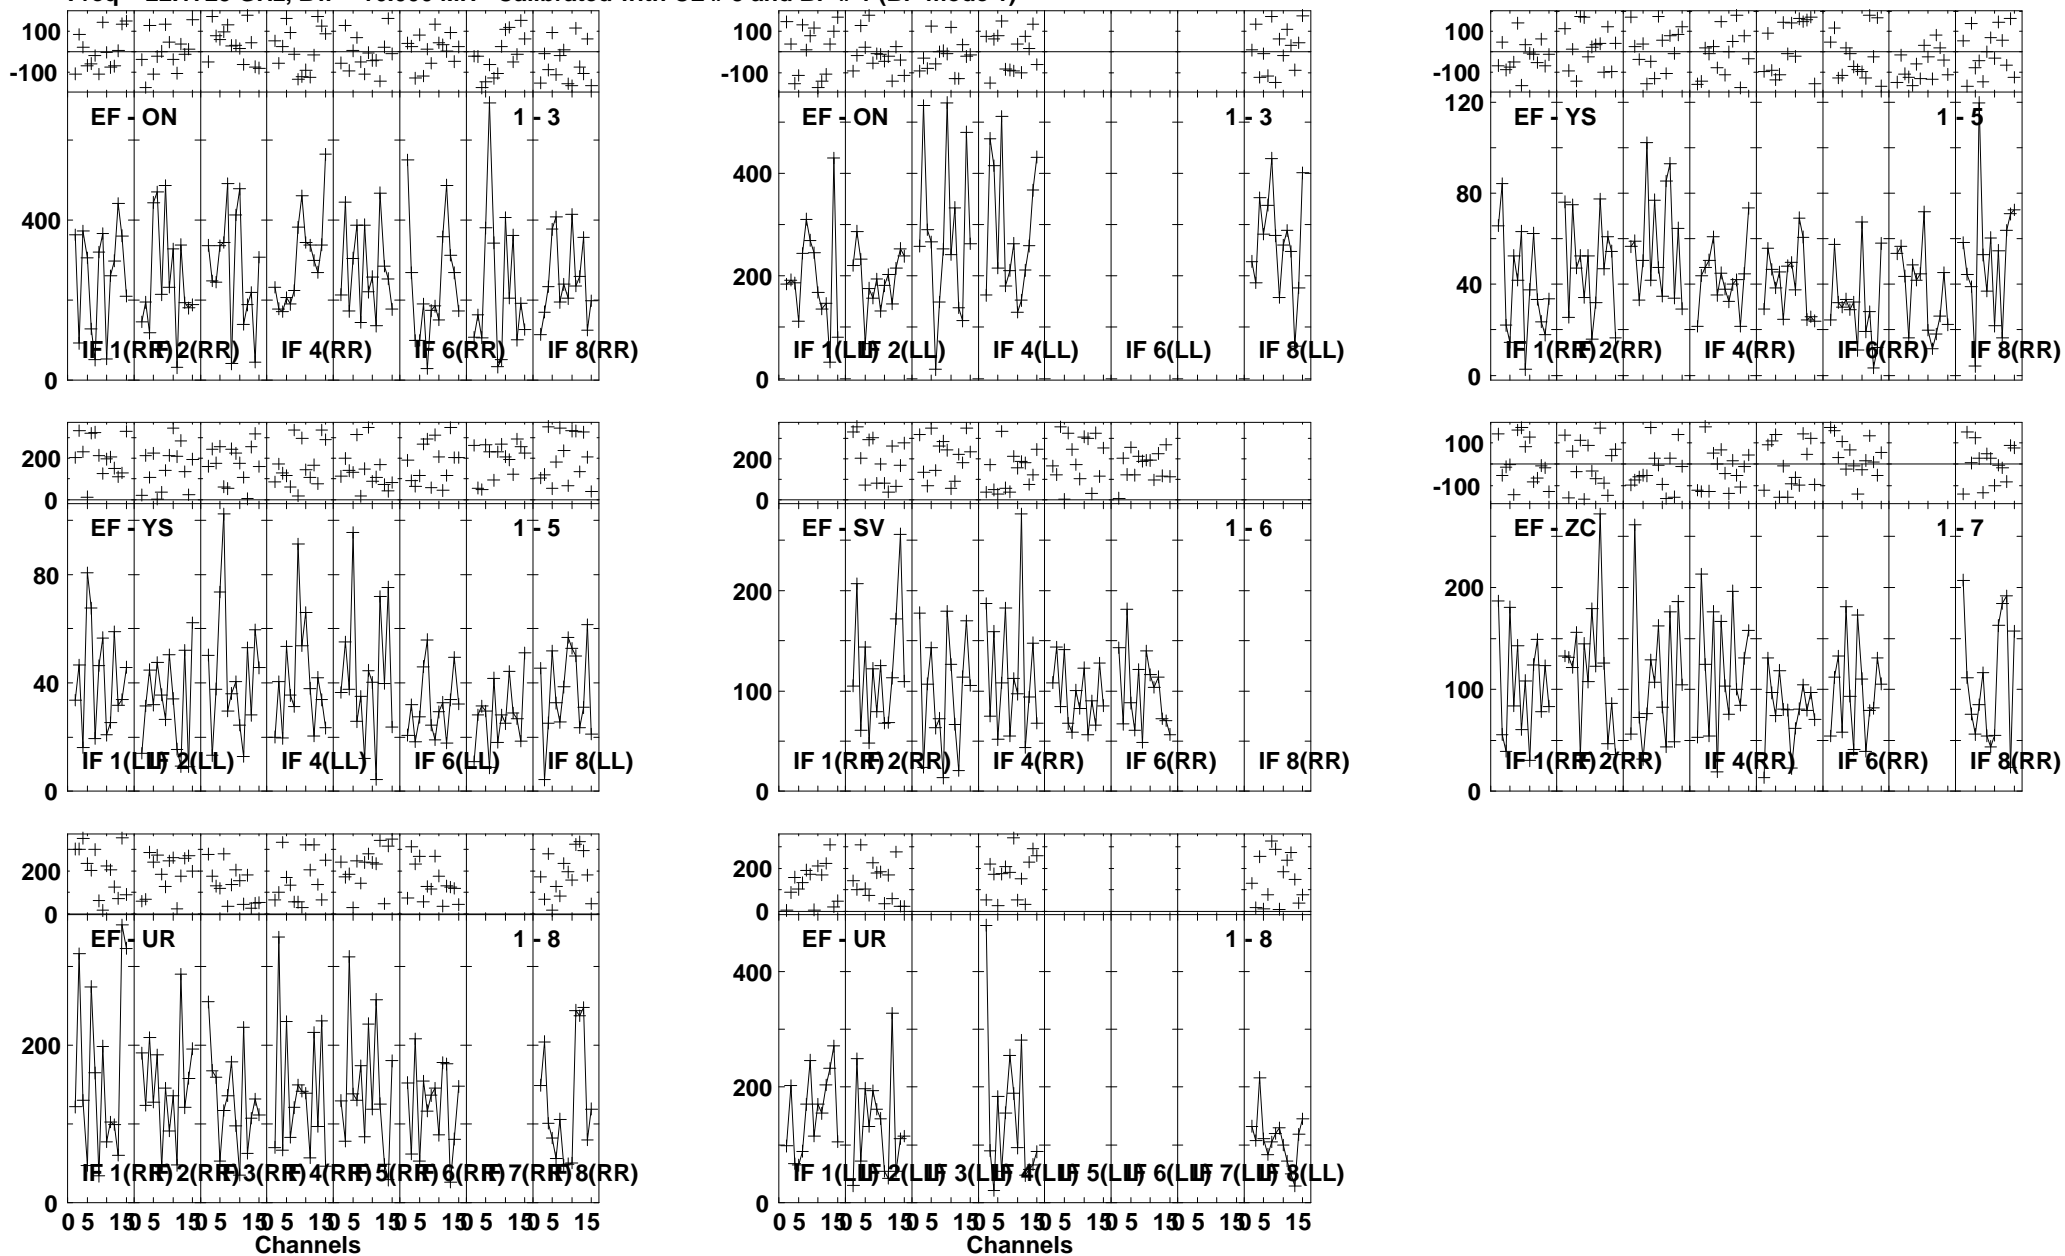 100
-100
EF - ON 1 - 3
400
IF 1(RR) IF 2(RR) IF 4(RR) IF 6(RR) IF 8(RR)
0
100
-100
EF - ON 1 - 3
400
200
IF 1(LL) IF 2(LL) IF 4(LL) IF 6(LL) IF 8(LL)
0
100
-100
120
EF - YS 1 - 5
80
40
IF 1(RR) IF 2(RR) IF 4(RR) IF 6(RR) IF 8(RR)
0
200
0
EF - YS 1 - 5
80
40
IF 1(LL) IF 2(LL) IF 4(LL) IF 6(LL) IF 8(LL)
0
200
0
EF - SV 1 - 6
200
100
IF 1(RR) IF 2(RR) IF 4(RR) IF 6(RR) IF 8(RR)
0
100
-100
EF - ZC 1 - 7
200
100
IF 1(RR) IF 2(RR) IF 4(RR) IF 6(RR) IF 8(RR)
0
200
0
EF - UR 1 - 8
200
IF 1(RR) IF 2(RR) IF 3(RR) IF 4(RR) IF 5(RR) IF 6(RR) IF 7(RR) IF 8(RR)
0
0 5 15 0 5 15 0 5 15 0 5 15 0 5 15 0 5 15 0 5 15 0 5 15
Channels
200
0
EF - UR 1 - 8
400
200
IF 1(LL) IF 2(LL) IF 3(LL) IF 4(LL) IF 5(LL) IF 6(LL) IF 7(LL) IF 8(LL)
0
0 5 15 0 5 15 0 5 15 0 5 15 0 5 15 0 5 15 0 5 15 0 5 15
Channels